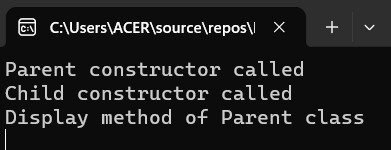 C:\Users\ACER\source\repos\
Parent constructor called
Child constructor called
Display method of Parent class